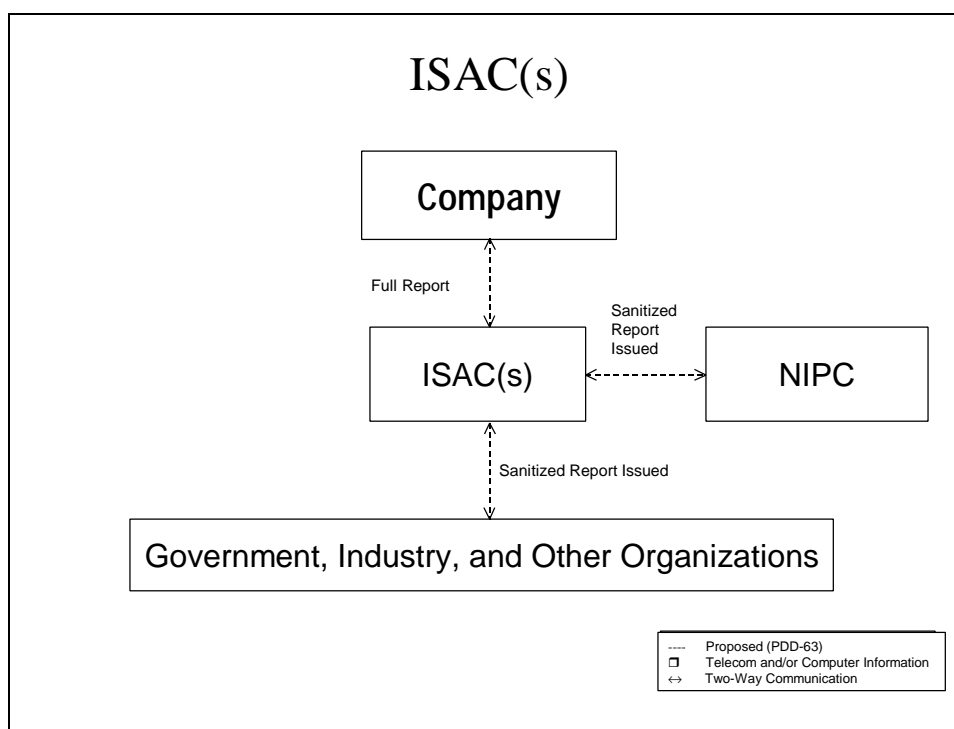 ISAC(s)
Company
Full Report
Sanitized
Report
Issued
ISAC(s)
NIPC
Sanitized Report Issued
Government, Industry, and Other Organizations
---- Proposed (PDD-63)
❒ Telecom and/or Computer Information
↔ Two-Way Communication